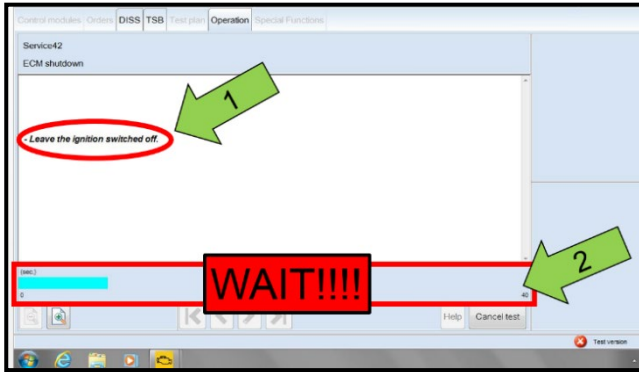 Control modules Orders DISS TSB Test plan Operation Special Functions
Service42
ECM shutdown
1
- Leave the ignition switched off.
2
(sec.)
WAIT!!!!
0 40
Help Cancel test
Test version